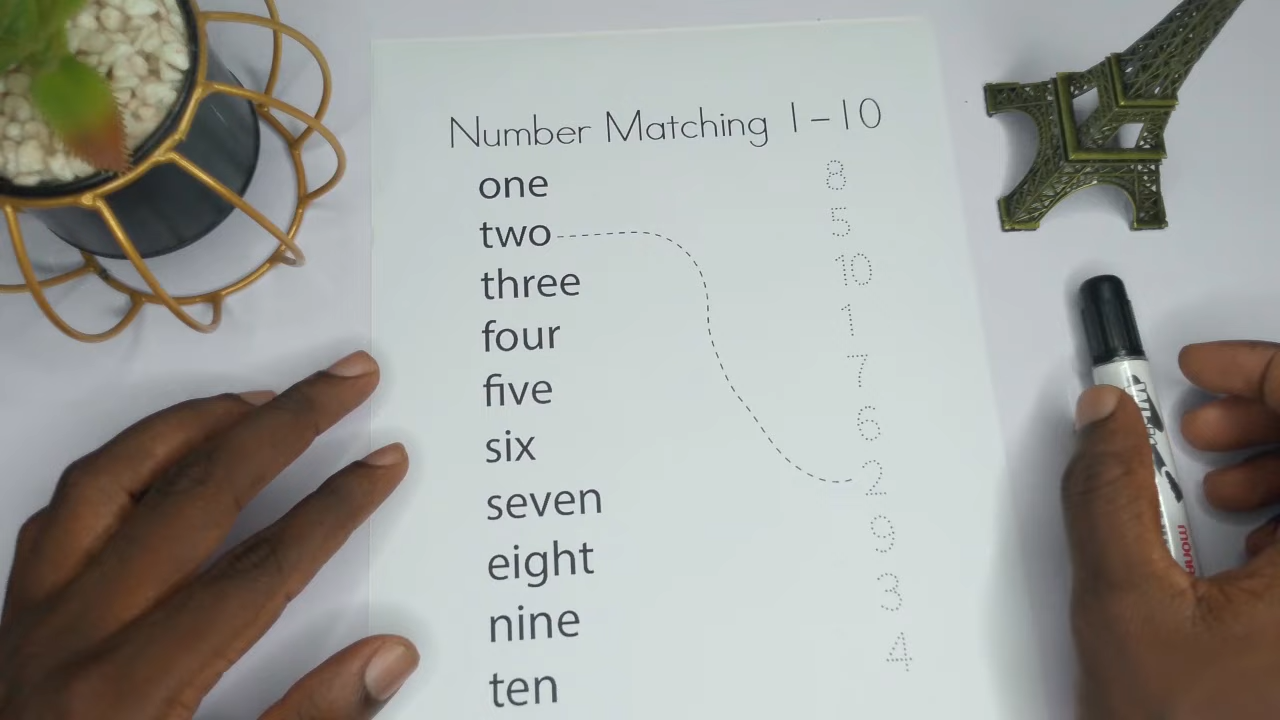 Number Matching 1-10
one 8
two 5
three 10
four 1
five 7
six 6
seven 2
eight 9
nine 3
ten 4